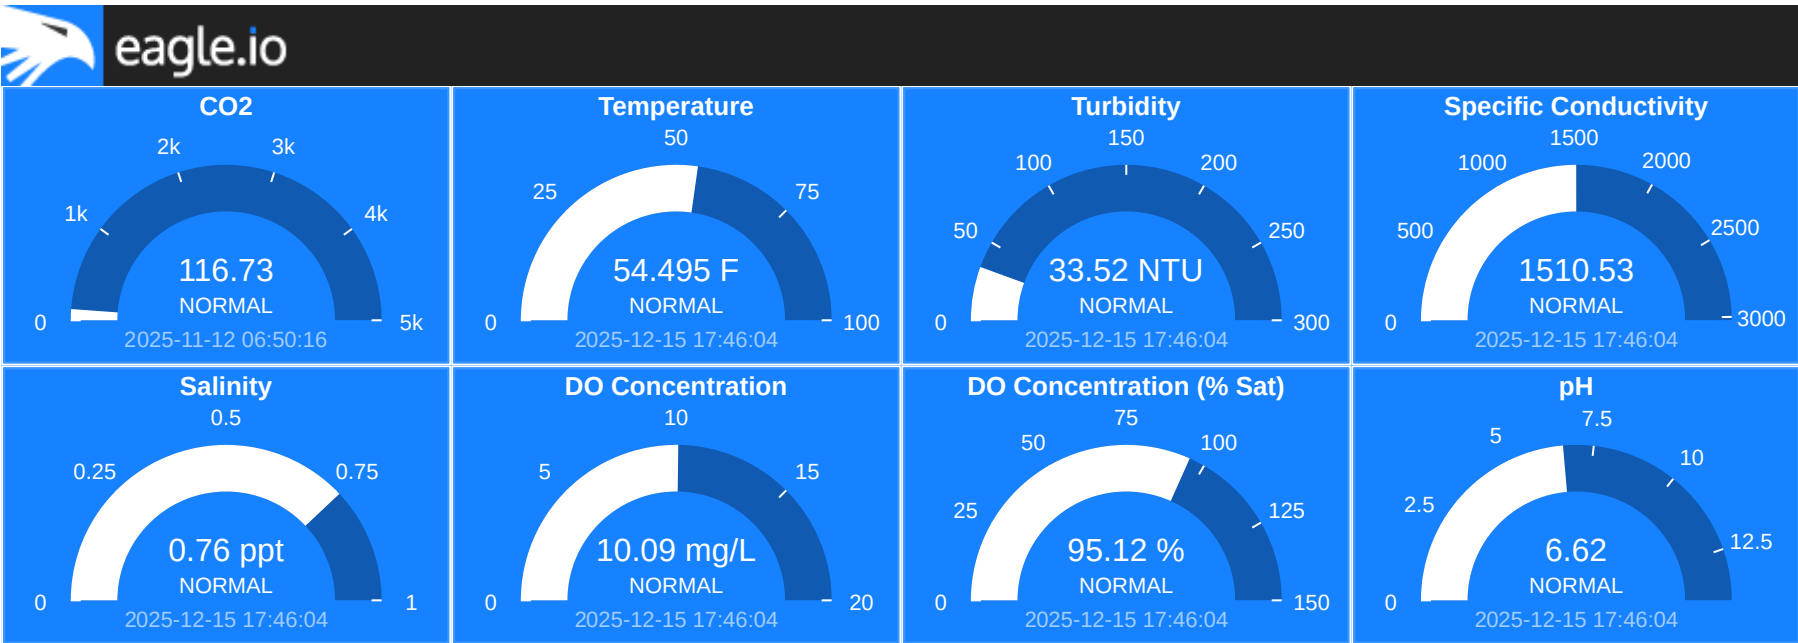 eagle.io
CO2
2k 3k
1k 4k
116.73
NORMAL
0 5k
2025-11-12 06:50:16
Temperature
50
25 75
54.495 F
NORMAL
0 100
2025-12-15 17:46:04
Turbidity
150
100 200
50 250
33.52 NTU
NORMAL
0 300
2025-12-15 17:46:04
Specific Conductivity
1500
1000 2000
500 2500
1510.53
NORMAL
0 3000
2025-12-15 17:46:04
Salinity
0.5
0.25 0.75
0.76 ppt
NORMAL
0 1
2025-12-15 17:46:04
DO Concentration
10
5 15
10.09 mg/L
NORMAL
0 20
2025-12-15 17:46:04
DO Concentration (% Sat)
75
50 100
25 125
95.12 %
NORMAL
0 150
2025-12-15 17:46:04
pH
7.5
5 10
2.5 12.5
6.62
NORMAL
0
2025-12-15 17:46:04